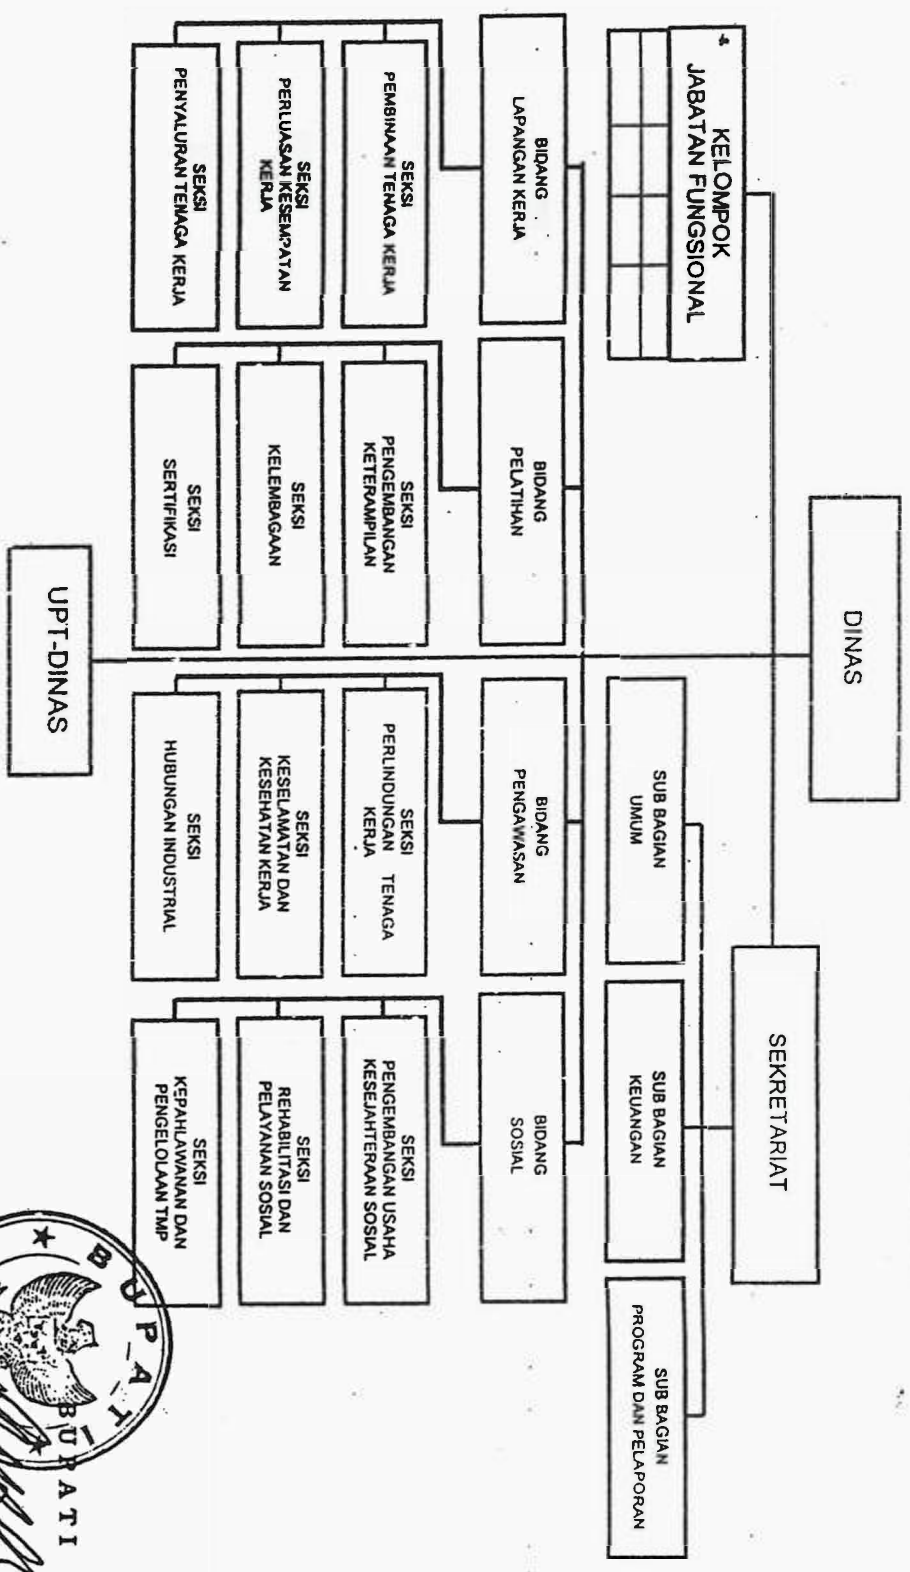 DINAS
KELOMPOK
JABATAN FUNGSIONAL
SEKRETARIAT
SUB BAGIAN
UMUM
SUB BAGIAN
KEUANGAN
SUB BAGIAN
PROGRAM DAN PELAPORAN
BIDANG
LAPANGAN KERJA
BIDANG
PELATIHAN
BIDANG
PENGAWASAN
BIDANG
SOSIAL
SEKSI
PEMBINAAN TENAGA KERJA
SEKSI
PENGEMBANGAN
KETERAMPILAN
SEKSI
PERLINDUNGAN TENAGA
KERJA
SEKSI
PENGEMBANGAN USAHA
KESEJAHTERAAN SOSIAL
SEKSI
PERLUASAN KESEMPATAN
KERJA
SEKSI
KELEMBAGAAN
SEKSI
KESELAMATAN DAN
KESEHATAN KERJA
SEKSI
REHABILITASI DAN
PELAYANAN SOSIAL
SEKSI
PENYALURAN TENAGA KERJA
SEKSI
SERTIFIKASI
SEKSI
HUBUNGAN INDUSTRIAL
SEKSI
KEPAHLAWANAN DAN
PENGELOLAAN TMP
UPT-DINAS
BUPATI
BUPATI